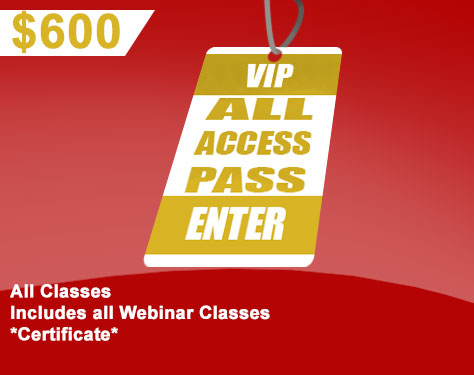 $600
VIP
ALL
ACCESS
PASS
ENTER
All Classes
Includes all Webinar Classes
*Certificate*